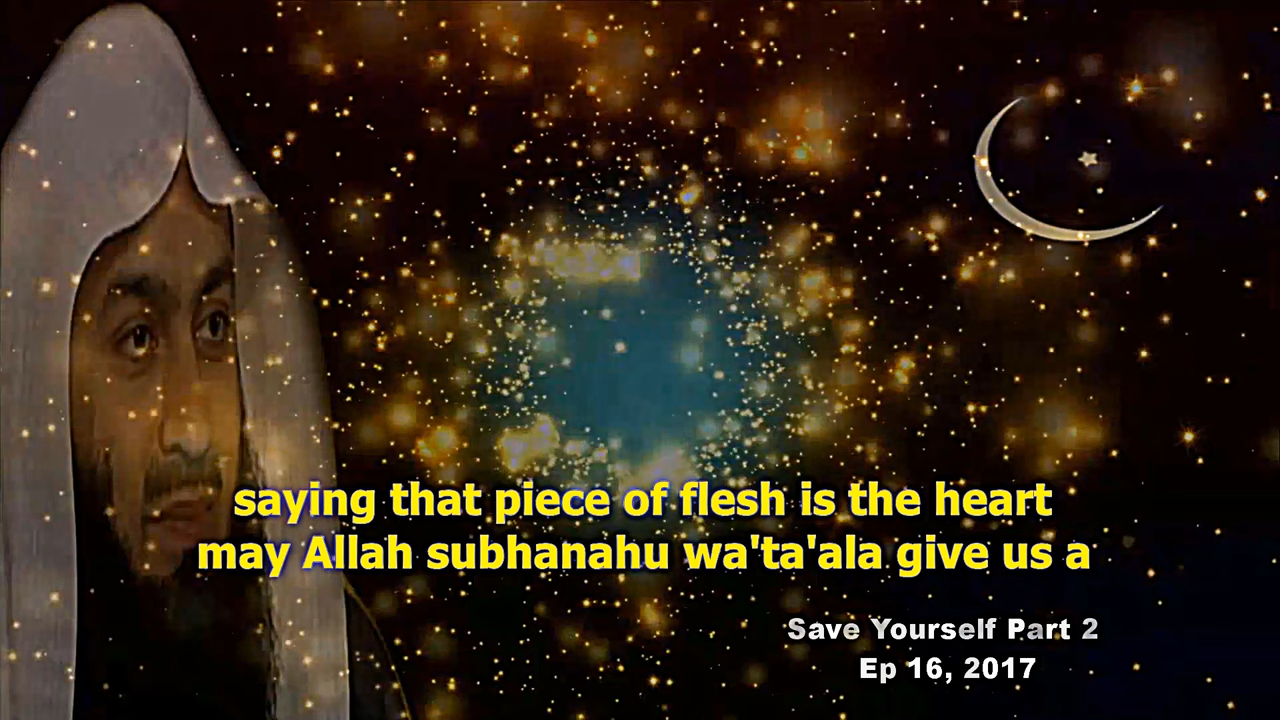 saying that piece of flesh is the heart
may Allah subhanahu wa'ta'ala give us a
Save Yourself Part 2
Ep 16, 2017